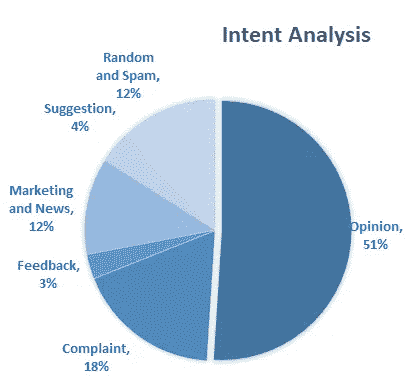 Intent Analysis
Random
and Spam,
12%
Suggestion,
4%
Marketing
and News,
12%
Opinion,
51%
Feedback,
3%
Complaint,
18%